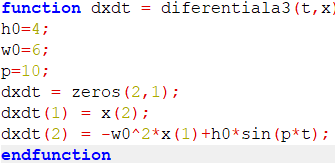 function dxdt = diferentiala3(t,x)
h0=4;
w0=6;
p=10;
dxdt = zeros(2,1);
dxdt(1) = x(2);
dxdt(2) = -w0^2*x(1)+h0*sin(p*t);
endfunction